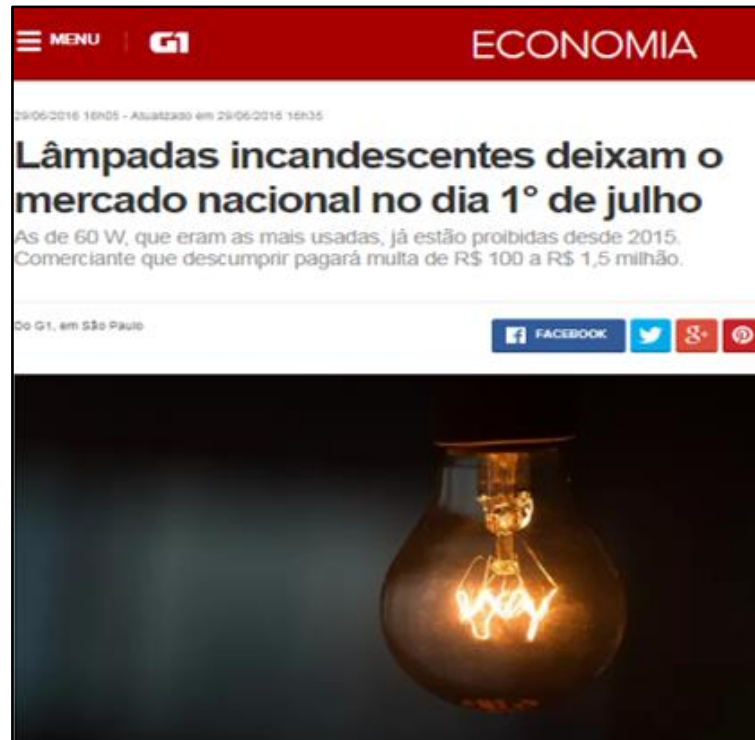 MENU G1 ECONOMIA
29/06/2016 16h05 - Atualizado em 29/06/2016 16h35
Lâmpadas incandescentes deixam o
mercado nacional no dia 1° de julho
As de 60 W, que eram as mais usadas, já estão proibidas desde 2015.
Comerciante que descumprir pagará multa de R$ 100 a R$ 1,5 milhão.
Do G1, em São Paulo
FACEBOOK